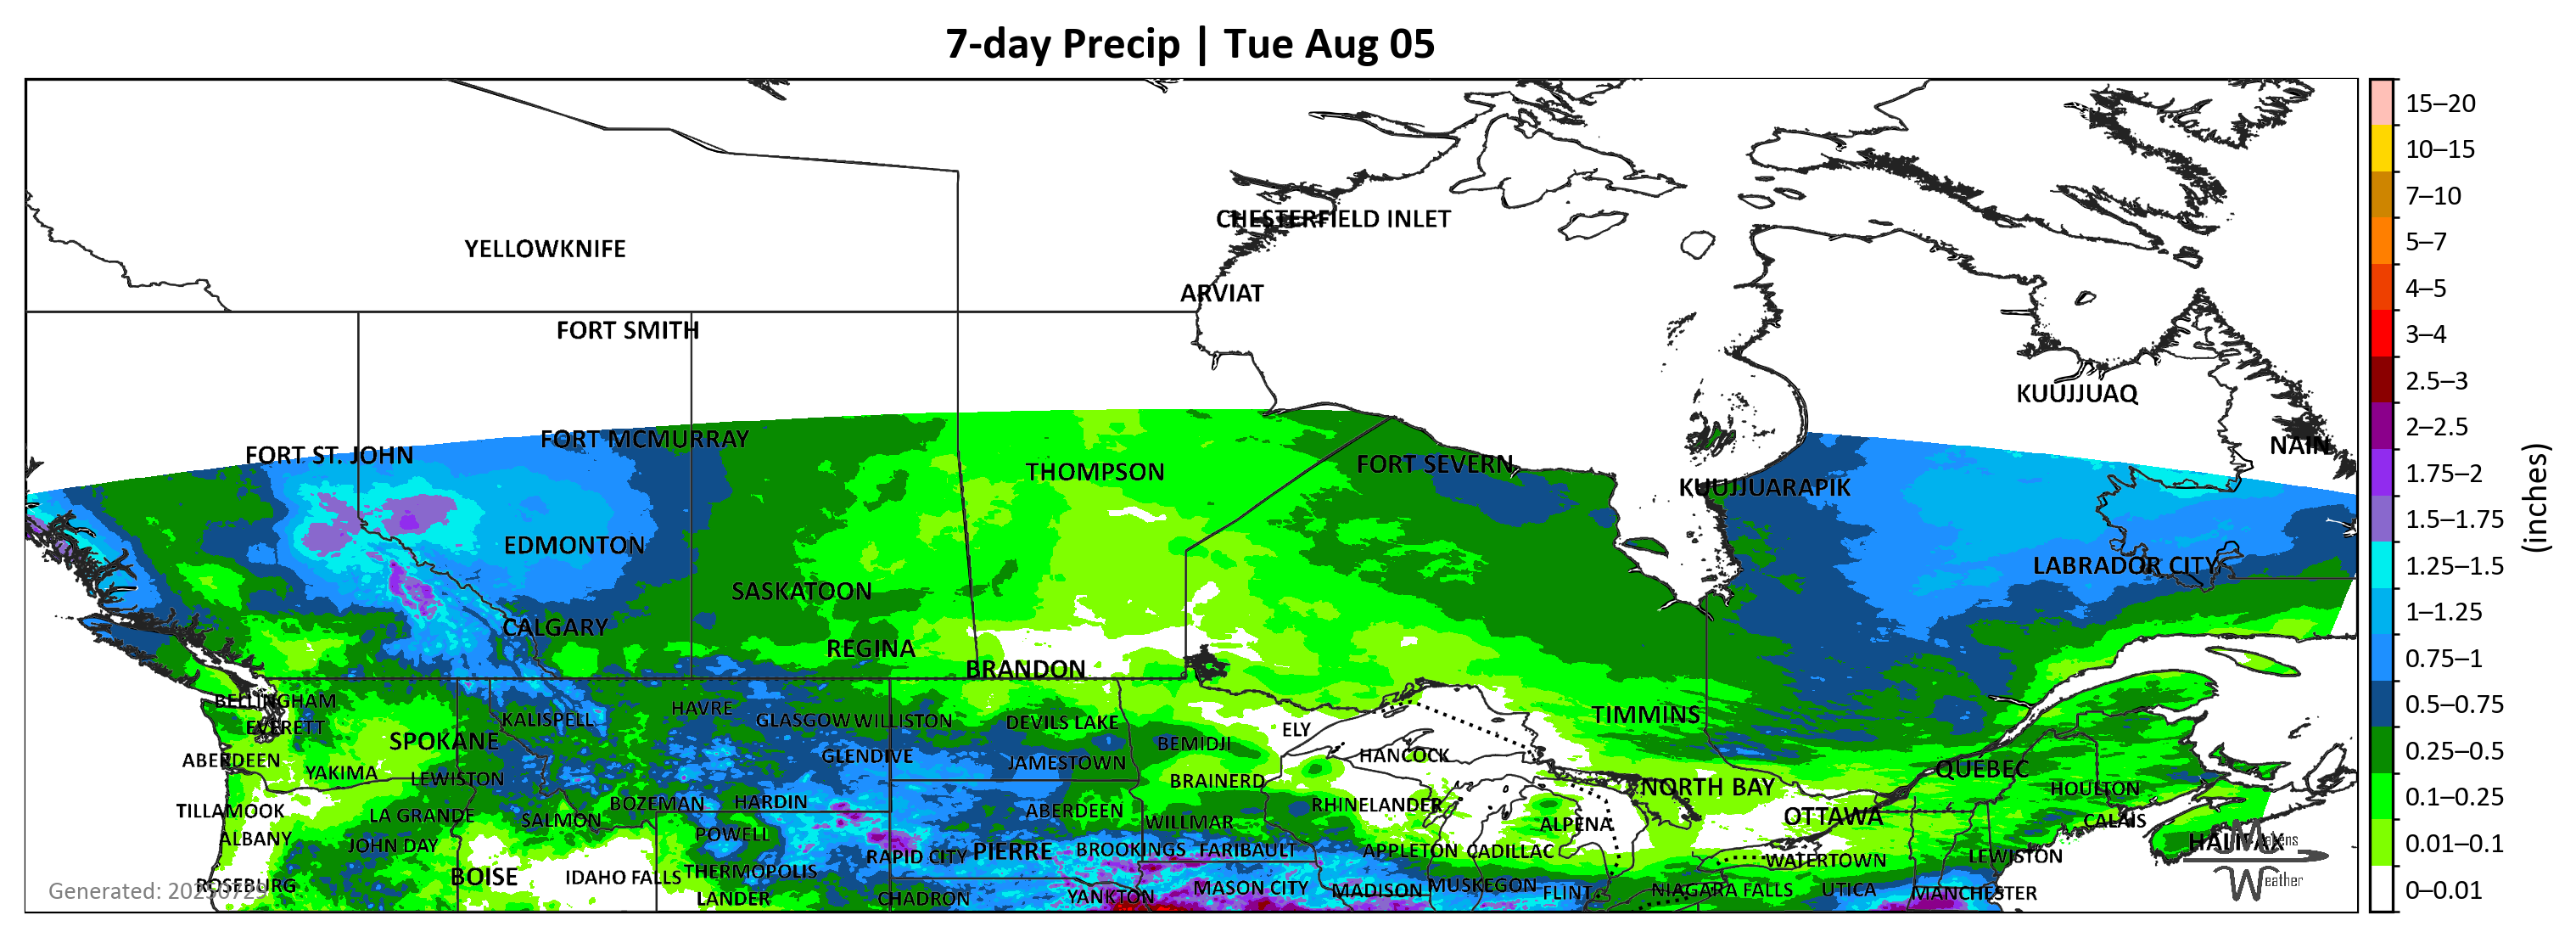 7-day Precip | Tue Aug 05
CHESTERFIELD INLET
YELLOWKNIFE
ARVIAT
FORT SMITH
KUUJJUAQ
FORT MCMURRAY
NAIN
FORT ST. JOHN
THOMPSON
FORT SEVERN
KUUJJUARAPIK
EDMONTON
LABRADOR CITY
SASKATOON
CALGARY
REGINA
BRANDON
BELLINGHAM
HAVRE
KALISPELL
GLASGOW
WILLISTON
DEVILS LAKE
TIMMINS
EVERETT
ELY
SPOKANE
BEMIDJI
GLENDIVE
HANCOCK
ABERDEEN
JAMESTOWN
QUEBEC
YAKIMA
LEWISTON
BRAINERD
NORTH BAY
HOULTON
BOZEMAN
HARDIN
RHINELANDER
TILLAMOOK
LA GRANDE
SALMON
ABERDEEN
WILLMAR
ALPENA
OTTAWA
CALAIS
ALBANY
JOHN DAY
POWELL
HALIFAX
RAPID CITY
PIERRE
BROOKINGS
FARIBAULT
APPLETON
CADILLAC
WATERTOWN
LEWISTON
BOISE
IDAHO FALLS
THERMOPOLIS
ROSEBURG
MASON CITY
MADISON
MUSKEGON
FLINT
NIAGARA FALLS
UTICA
MANCHESTER
LANDER
CHADRON
YANKTON
Generated: 20250729
Weather
15–20
10–15
7–10
5–7
4–5
3–4
2.5–3
2–2.5
1.75–2
1.5–1.75
1.25–1.5
1–1.25
0.75–1
0.5–0.75
0.25–0.5
0.1–0.25
0.01–0.1
0–0.01
(inches)